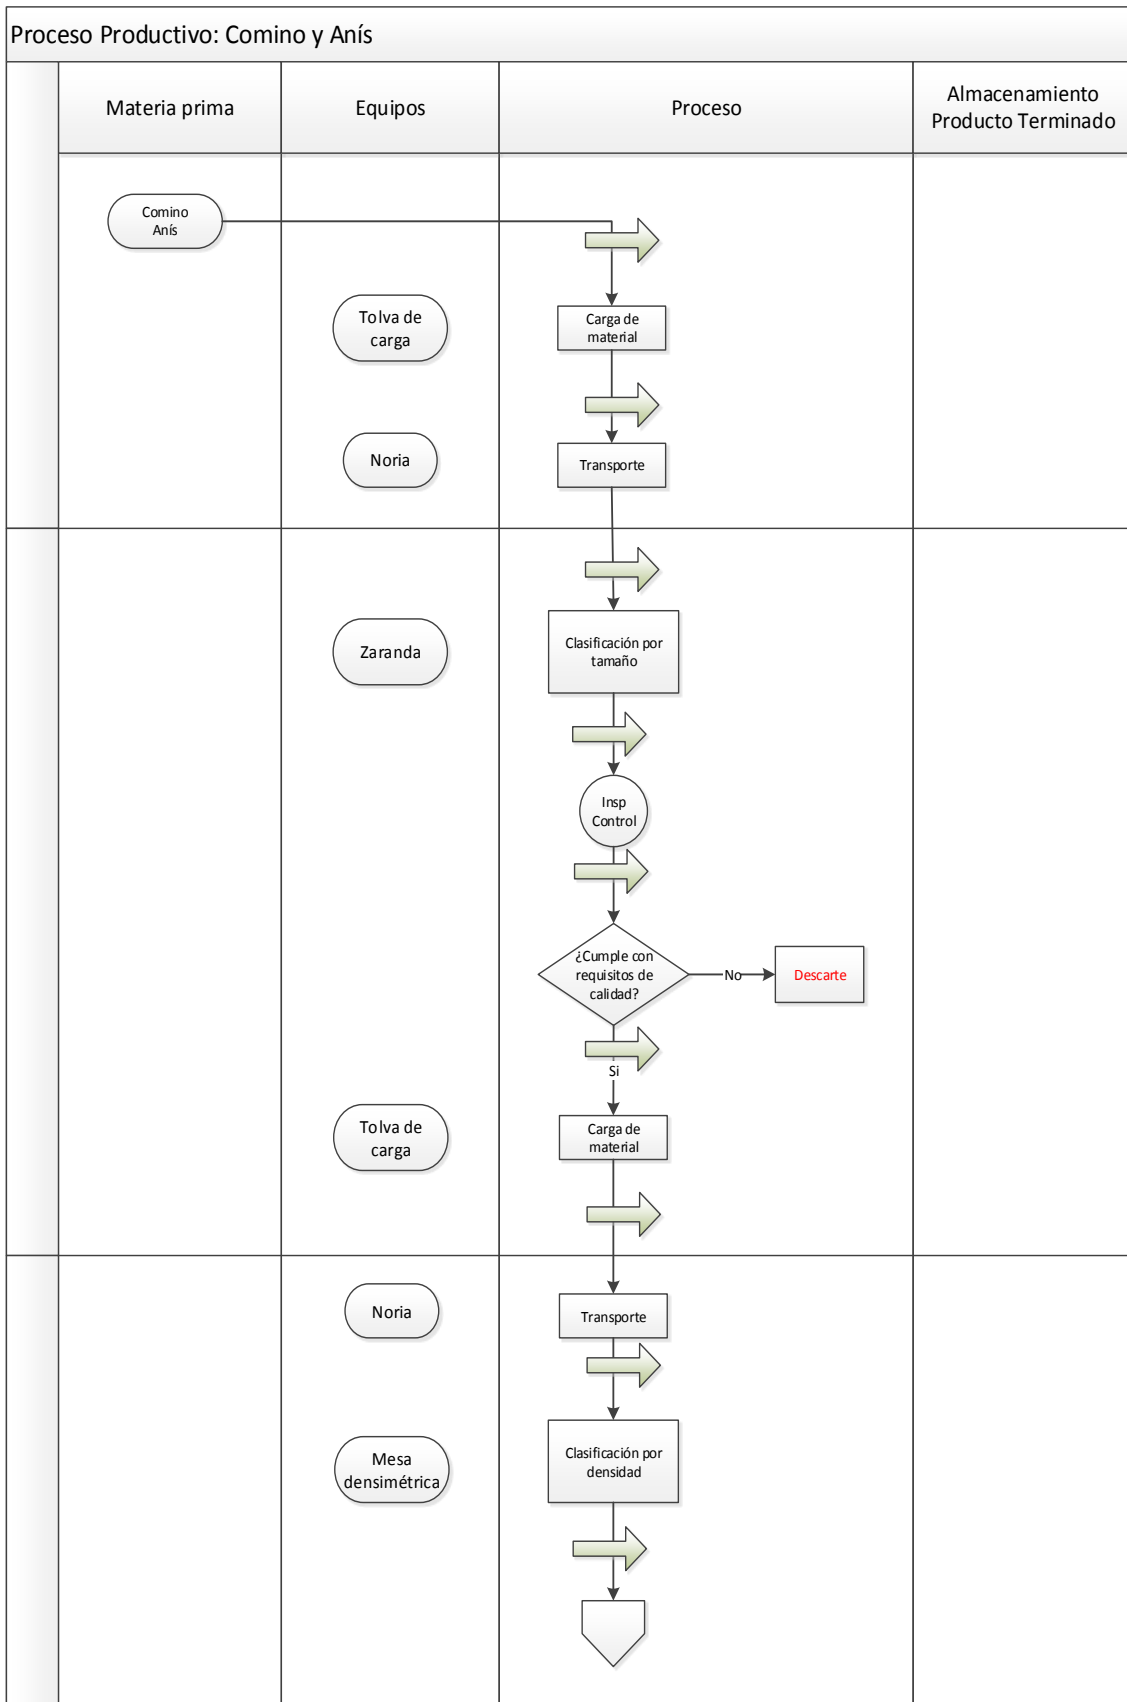 Proceso Productivo: Comino y Anís
Materia prima
Equipos
Proceso
Almacenamiento
Producto Terminado
Comino
Anís
Tolva de
carga
Carga de
material
Noria
Transporte
Zaranda
Clasificación por
tamaño
Insp
Control
¿Cumple con
requisitos de
calidad?
No
Descarte
Si
Tolva de
carga
Carga de
material
Noria
Transporte
Mesa
densimétrica
Clasificación por
densidad